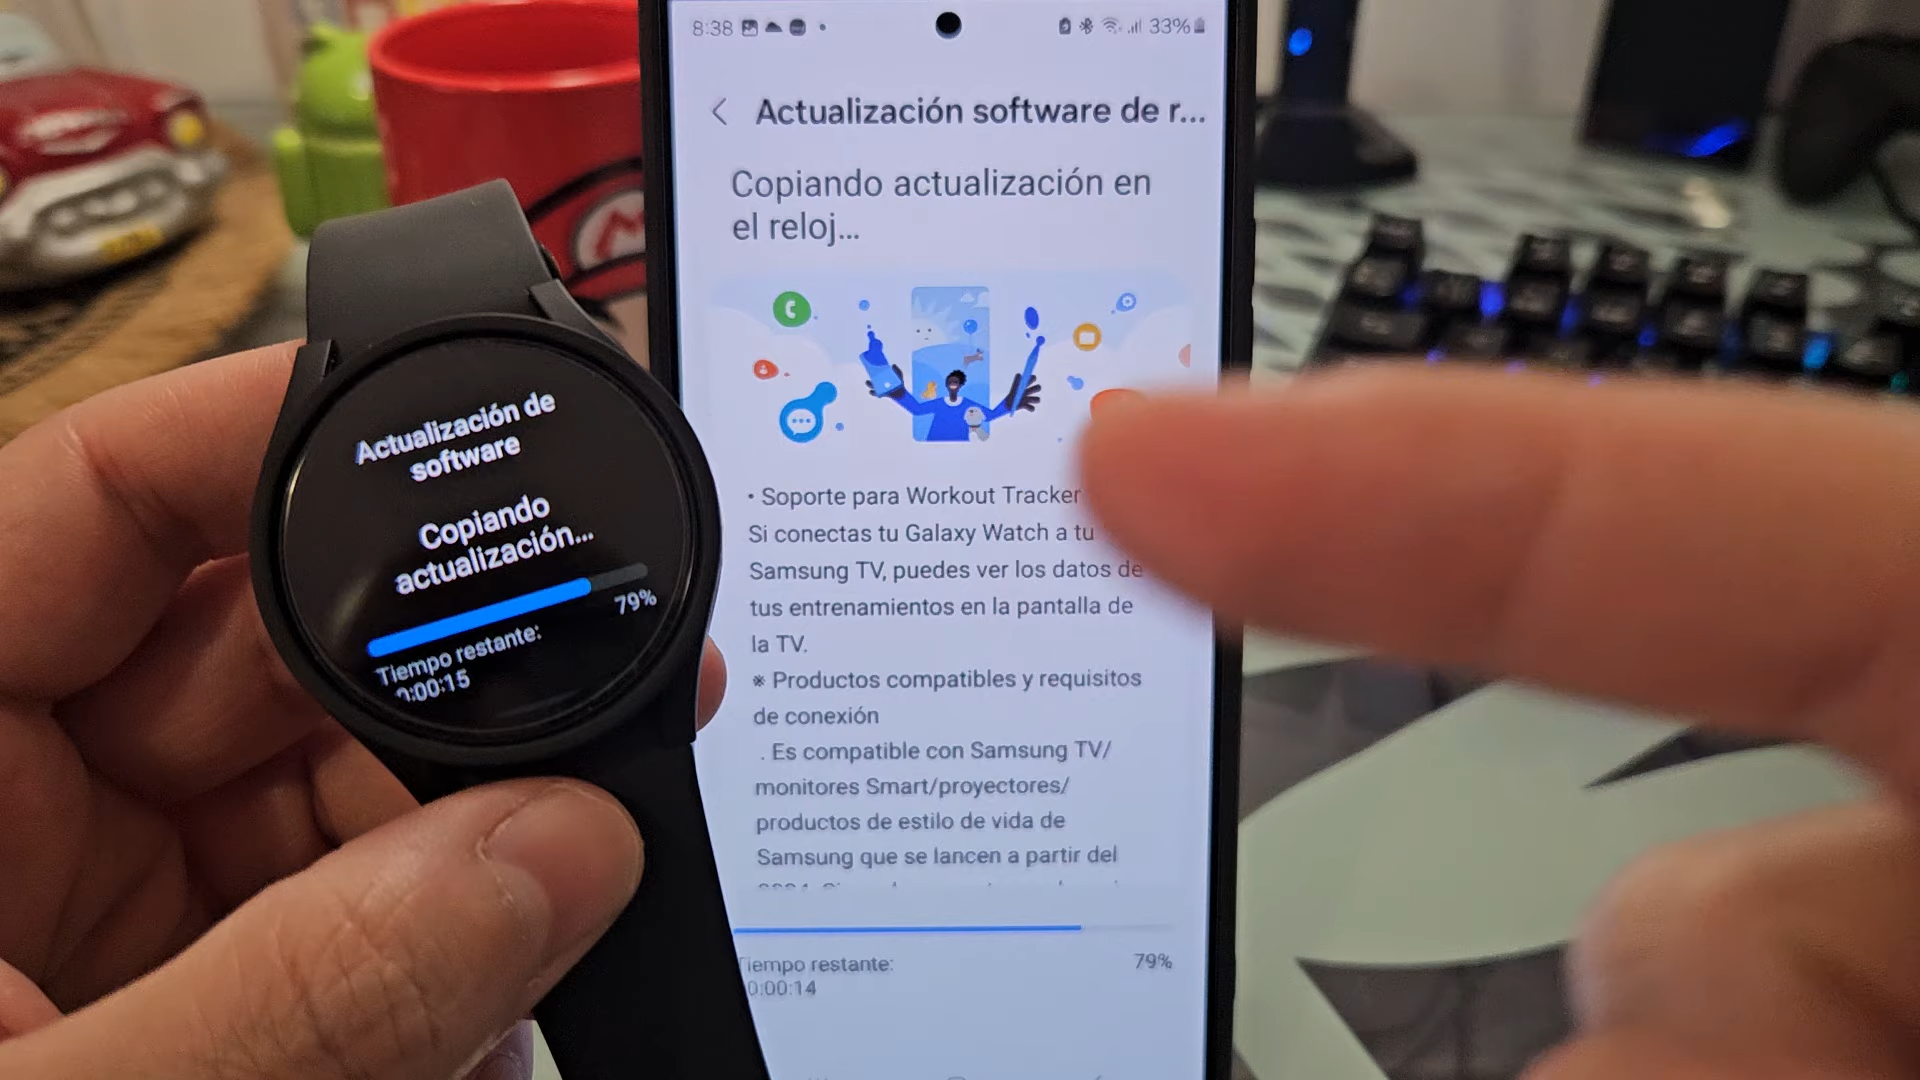 8:38
33%
Actualización software de r...
Copiando actualización en
el reloj...
• Soporte para Workout Tracker
Si conectas tu Galaxy Watch a tu
Samsung TV, puedes ver los datos de
tus entrenamientos en la pantalla de
la TV.
※ Productos compatibles y requisitos
de conexión
. Es compatible con Samsung TV/
monitores Smart/proyectores/
productos de estilo de vida de
Samsung que se lancen a partir del
79%
Tiempo restante:
0:00:14
Actualización de
software
Copiando
actualización...
79%
Tiempo restante:
0:00:15